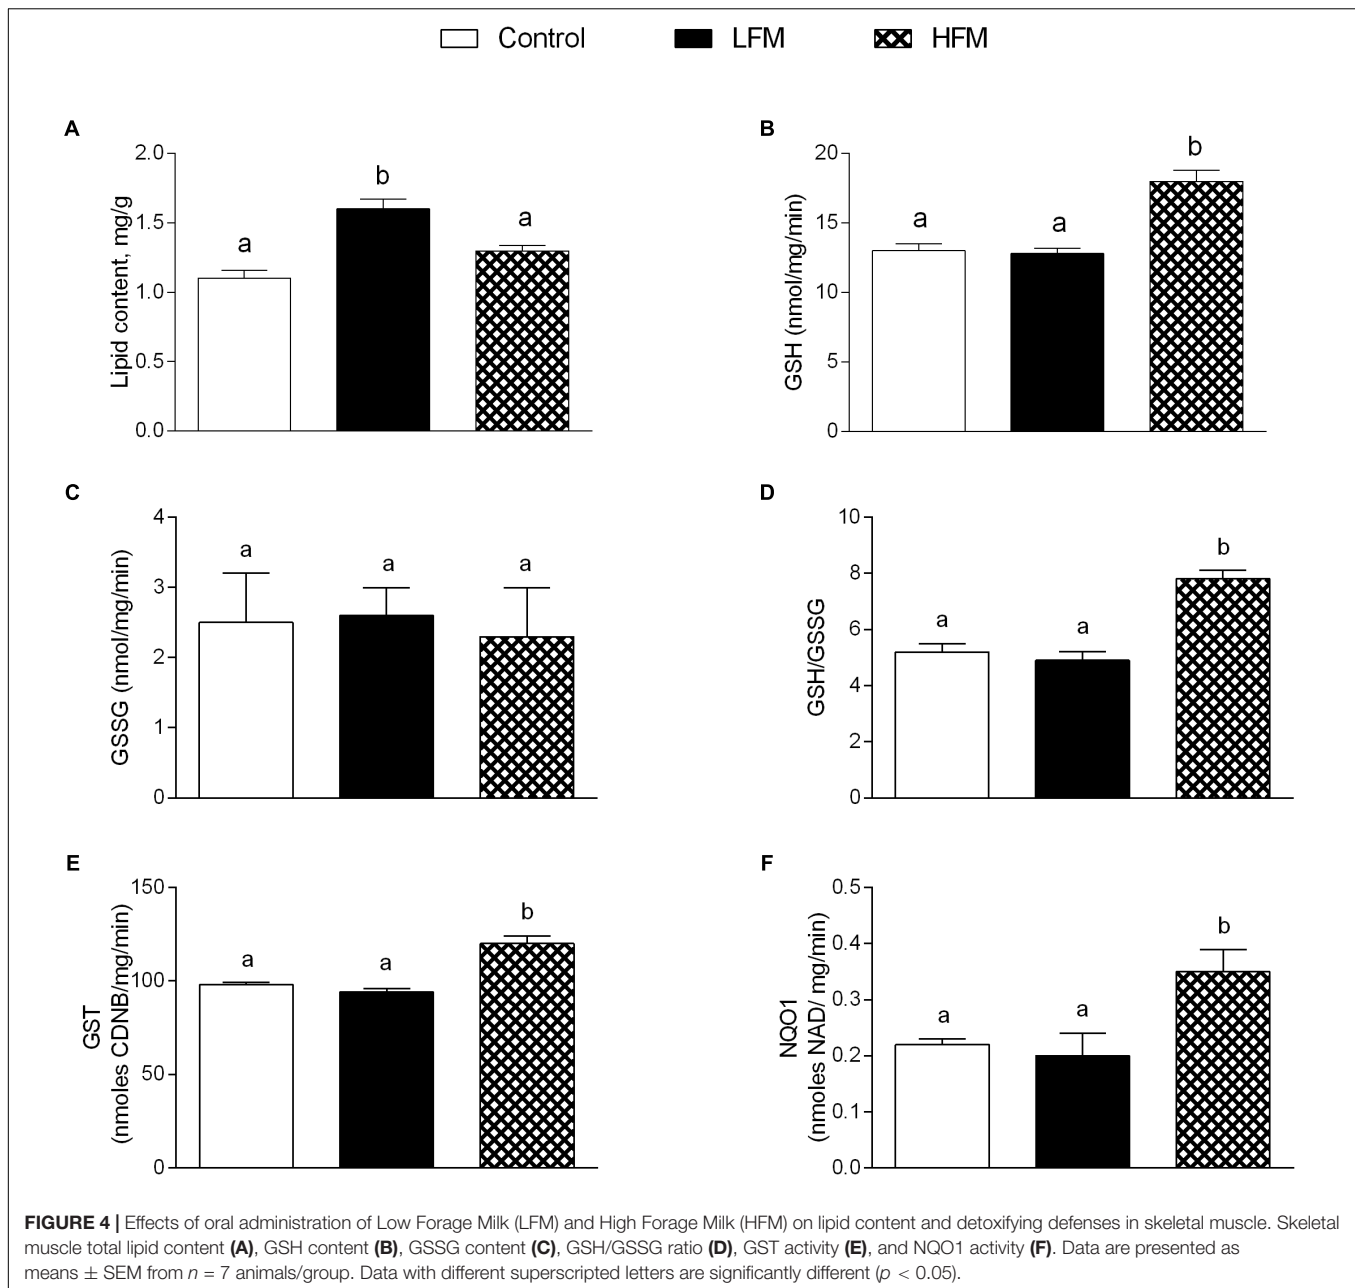 Control LFM HFM
A
Lipid content, mg/g
2.0
1.5
1.0
0.5
0.0
a
b
a
B
GSH (nmol/mg/min)
20
15
10
5
0
a
a
b
C
GSSG (nmol/mg/min)
4
3
2
1
0
a
a
a
D
GSH/GSSG
10
8
6
4
2
0
a
a
b
E
GST
(nmoles CDNB/mg/min)
150
100
50
0
a
a
b
F
NQO1
(nmoles NAD/ mg/min)
0.5
0.4
0.3
0.2
0.1
0.0
a
a
b
FIGURE 4 | Effects of oral administration of Low Forage Milk (LFM) and High Forage Milk (HFM) on lipid content and detoxifying defenses in skeletal muscle. Skeletal
muscle total lipid content (A), GSH content (B), GSSG content (C), GSH/GSSG ratio (D), GST activity (E), and NQO1 activity (F). Data are presented as
means ± SEM from n = 7 animals/group. Data with different superscripted letters are significantly different (p < 0.05).